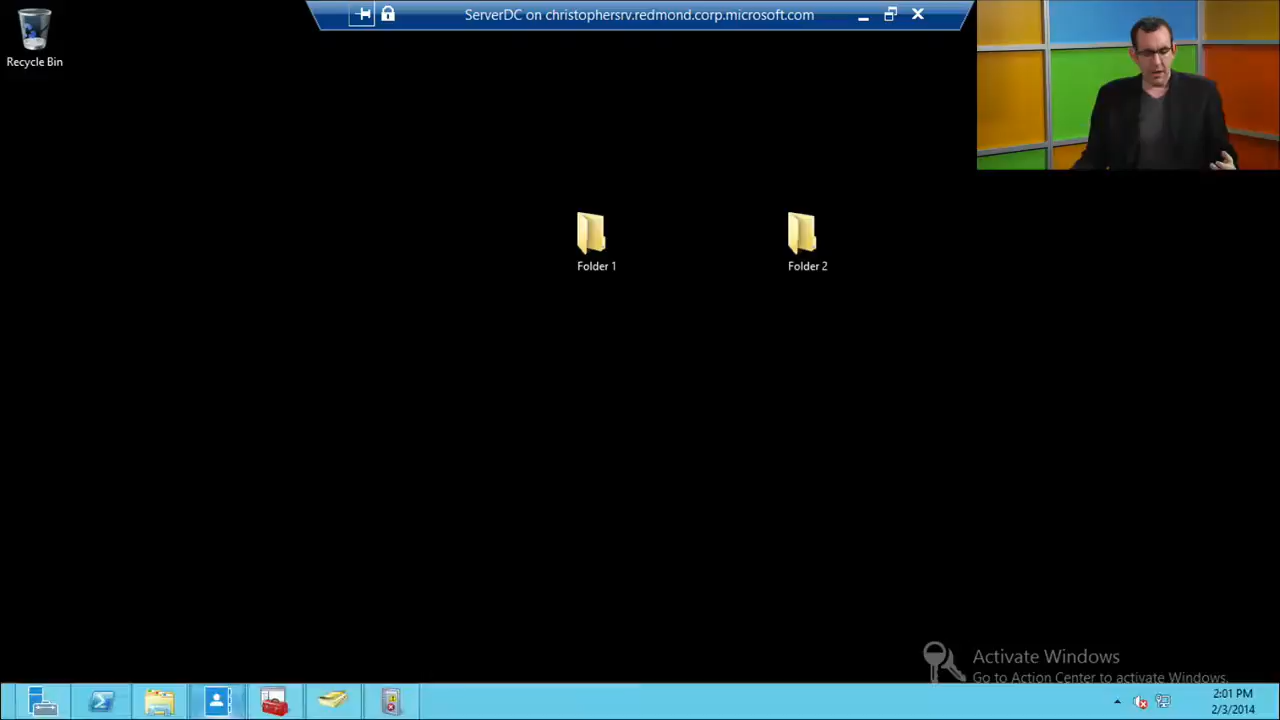 ServerDC on christophersrv.redmond.corp.microsoft.com
Recycle Bin
Folder 1
Folder 2
Activate Windows
Go to Action Center to activate Windows.
2:01 PM
2/3/2014